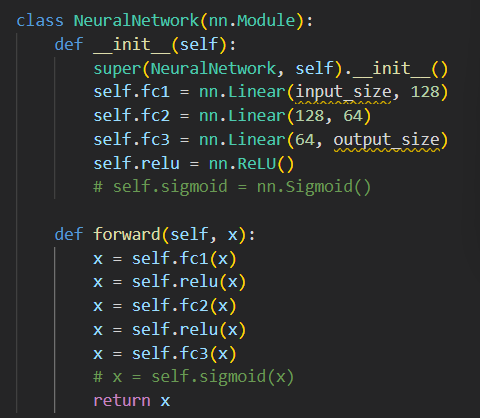 class NeuralNetwork(nn.Module):
    def __init__(self):
        super(NeuralNetwork, self).__init__()
        self.fc1 = nn.Linear(input_size, 128)
        self.fc2 = nn.Linear(128, 64)
        self.fc3 = nn.Linear(64, output_size)
        self.relu = nn.ReLU()
        # self.sigmoid = nn.Sigmoid()

    def forward(self, x):
        x = self.fc1(x)
        x = self.relu(x)
        x = self.fc2(x)
        x = self.relu(x)
        x = self.fc3(x)
        # x = self.sigmoid(x)
        return x